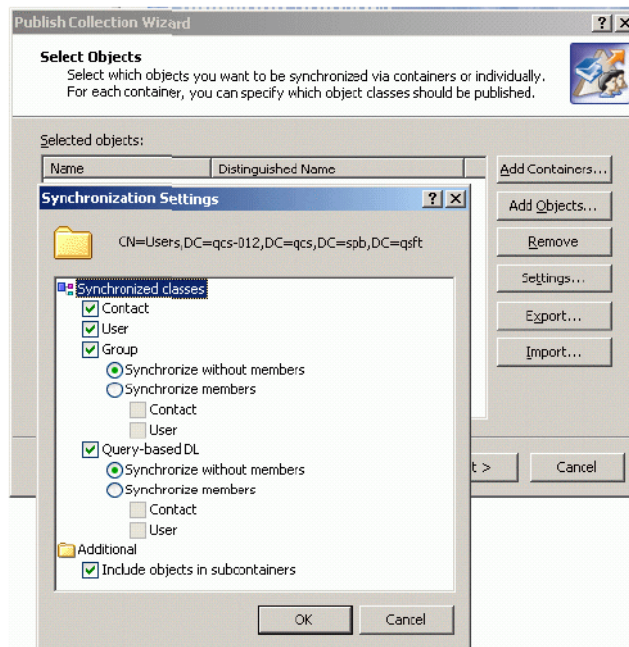 Publish Collection Wizard
Select Objects
Select which objects you want to be synchronized via containers or individually.
For each container, you can specify which object classes should be published.
Selected objects:
Name Distinguished Name
Add Containers...
Add Objects...
Remove
Settings...
Export...
Import...
Synchronization Settings
CN=Users,DC=qcs-012,DC=qcs,DC=spb,DC=qsft
Synchronized classes
Contact
User
Group
Synchronize without members
Synchronize members
Contact
User
Query-based DL
Synchronize without members
Synchronize members
Contact
User
Additional
Include objects in subcontainers
OK Cancel
t > Cancel